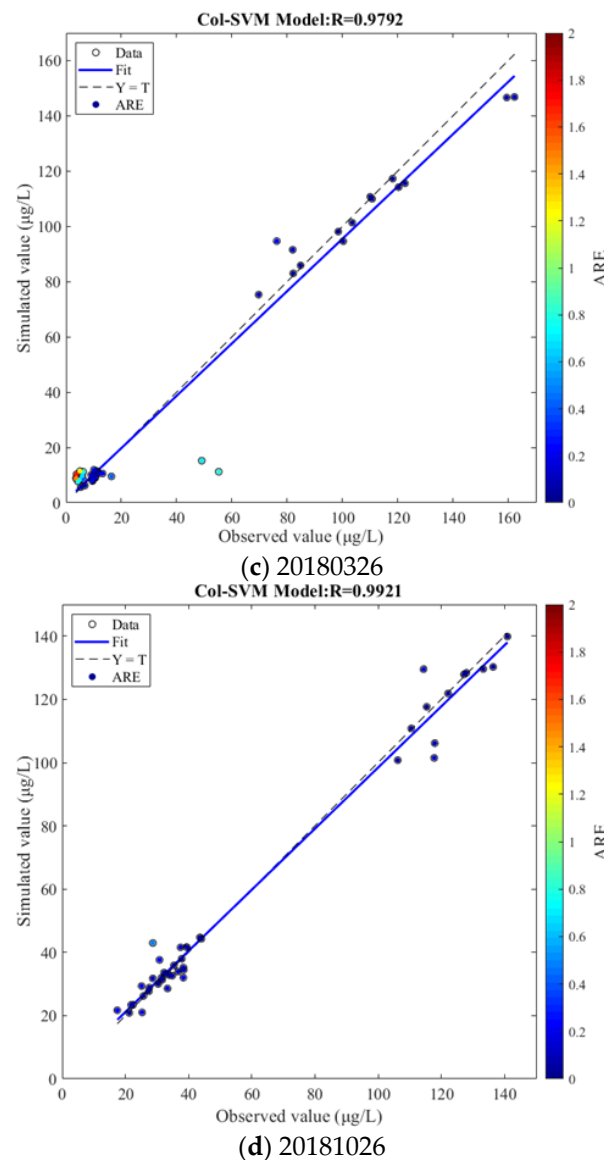 Col-SVM Model:R=0.9792
Data
Fit
Y = T
ARE
160
140
120
100
80
60
40
20
0
Simulated value (μg/L)
0 20 40 60 80 100 120 140 160
Observed value (μg/L)
2
1.8
1.6
1.4
1.2
1
0.8
0.6
0.4
0.2
0
ARE
(c) 20180326
Col-SVM Model:R=0.9921
Data
Fit
Y = T
ARE
140
120
100
80
60
40
20
0
Simulated value (μg/L)
0 20 40 60 80 100 120 140
Observed value (μg/L)
2
1.8
1.6
1.4
1.2
1
0.8
0.6
0.4
0.2
0
ARE
(d) 20181026